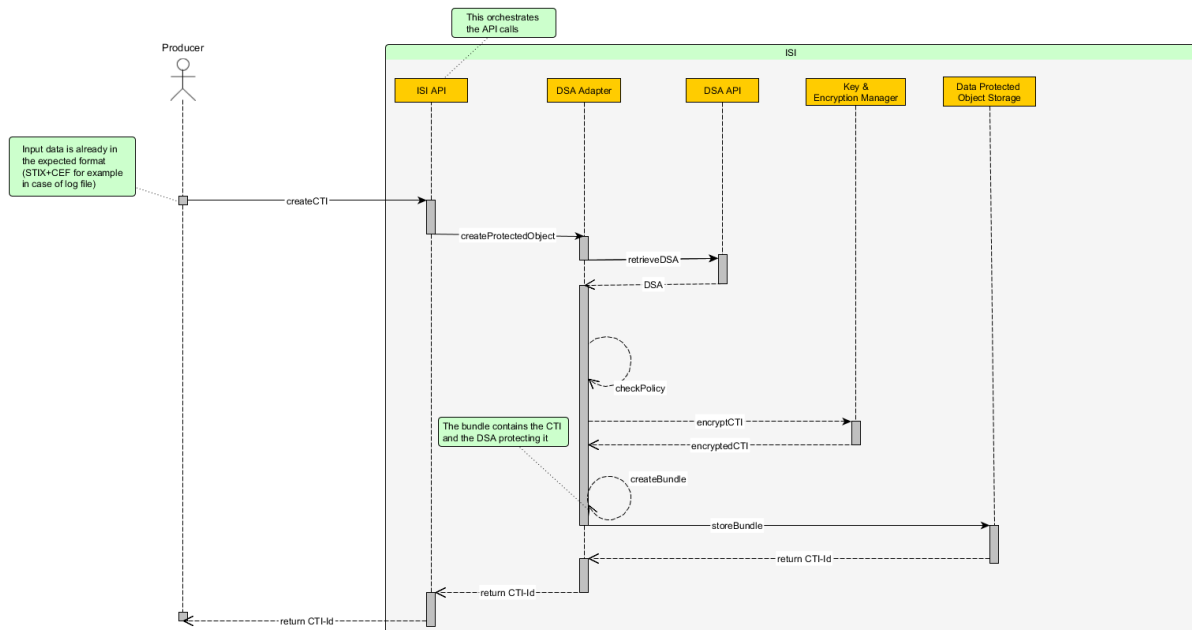 This orchestrates
the API calls
Producer
ISI
ISI API
DSA Adapter
DSA API
Key &
Encryption Manager
Data Protected
Object Storage
Input data is already in
the expected format
(STIX+CEF for example
in case of log file)
createCTI
createProtectedObject
retrieveDSA
DSA
checkPolicy
encryptCTI
The bundle contains the CTI
and the DSA protecting it
encryptedCTI
createBundle
storeBundle
return CTI-Id
return CTI-Id
return CTI-Id